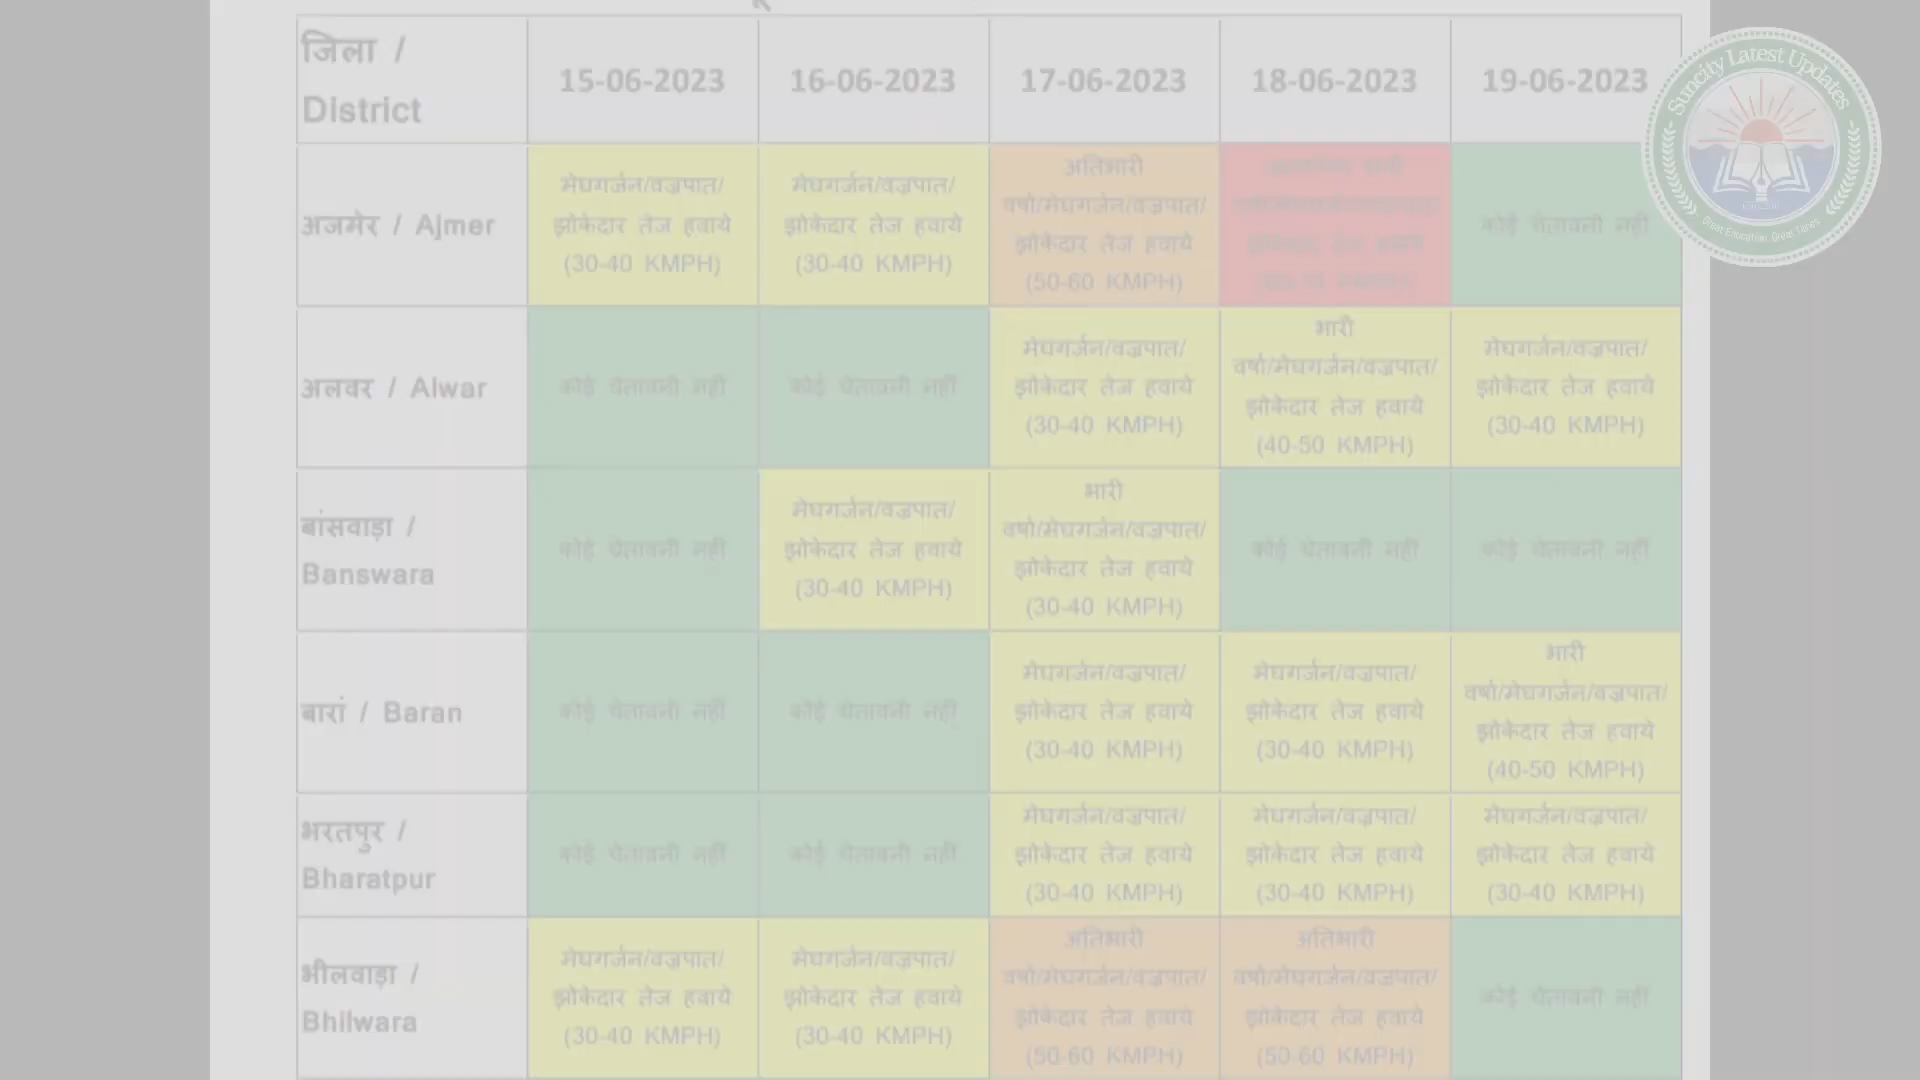 जिला /
District
15-06-2023
16-06-2023
17-06-2023
18-06-2023
19-06-2023
अजमेर / Ajmer
मेघगर्जन/वज्रपात/
झोकेदार तेज हवाये
(30-40 KMPH)
मेघगर्जन/वज्रपात/
झोकेदार तेज हवाये
(30-40 KMPH)
अतिभारी
वर्षा/मेघगर्जन/वज्रपात/
झोकेदार तेज हवाये
(50-60 KMPH)
कोई चेतावनी नहीं
अलवर / Alwar
कोई चेतावनी नहीं
कोई चेतावनी नहीं
मेघगर्जन/वज्रपात/
झोकेदार तेज हवाये
(30-40 KMPH)
भारी
वर्षा/मेघगर्जन/वज्रपात/
झोकेदार तेज हवाये
(40-50 KMPH)
मेघगर्जन/वज्रपात/
झोकेदार तेज हवाये
(30-40 KMPH)
बांसवाड़ा /
Banswara
कोई चेतावनी नहीं
मेघगर्जन/वज्रपात/
झोकेदार तेज हवाये
(30-40 KMPH)
भारी
वर्षा/मेघगर्जन/वज्रपात/
झोकेदार तेज हवाये
(30-40 KMPH)
कोई चेतावनी नहीं
कोई चेतावनी नहीं
बारां / Baran
कोई चेतावनी नहीं
कोई चेतावनी नहीं
मेघगर्जन/वज्रपात/
झोकेदार तेज हवाये
(30-40 KMPH)
मेघगर्जन/वज्रपात/
झोकेदार तेज हवाये
(30-40 KMPH)
भारी
वर्षा/मेघगर्जन/वज्रपात/
झोकेदार तेज हवाये
(40-50 KMPH)
भरतपुर /
Bharatpur
कोई चेतावनी नहीं
कोई चेतावनी नहीं
मेघगर्जन/वज्रपात/
झोकेदार तेज हवाये
(30-40 KMPH)
मेघगर्जन/वज्रपात/
झोकेदार तेज हवाये
(30-40 KMPH)
मेघगर्जन/वज्रपात/
झोकेदार तेज हवाये
(30-40 KMPH)
भीलवाड़ा /
Bhilwara
मेघगर्जन/वज्रपात/
झोकेदार तेज हवाये
(30-40 KMPH)
मेघगर्जन/वज्रपात/
झोकेदार तेज हवाये
(30-40 KMPH)
अतिभारी
वर्षा/मेघगर्जन/वज्रपात/
झोकेदार तेज हवाये
(50-60 KMPH)
अतिभारी
वर्षा/मेघगर्जन/वज्रपात/
झोकेदार तेज हवाये
(50-60 KMPH)
कोई चेतावनी नहीं
Suncity Latest Updates
Great Education, Great Times